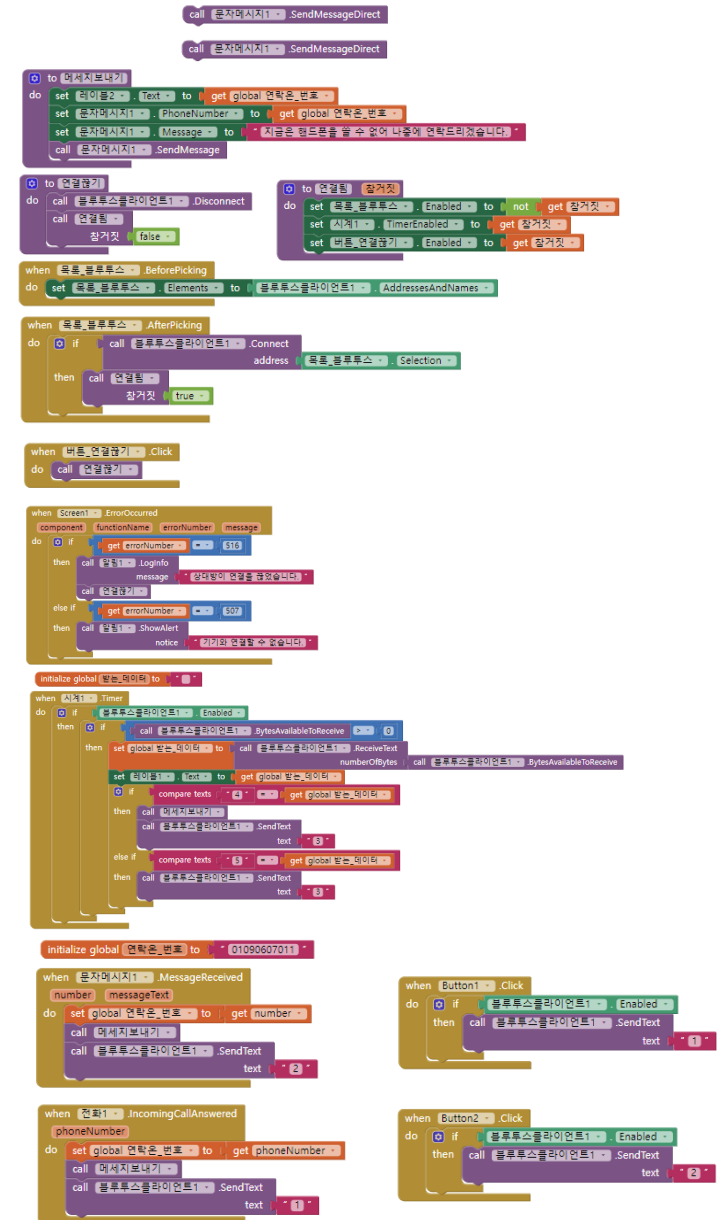 call 문자메시지1 .SendMessageDirect
call 문자메시지1 .SendMessageDirect
to 메세지보내기
do set 레이블2 . Text to get global 연락온_번호
set 문자메시지1 . PhoneNumber to get global 연락온_번호
set 문자메시지1 . Message to " 지금은 핸드폰을 쓸 수 없어 나중에 연락드리겠습니다. "
call 문자메시지1 .SendMessage
to 연결끊기
do call 블루투스클라이언트1 .Disconnect
call 연결됨
참거짓 false
to 연결됨 참거짓
do set 목록_블루투스 . Enabled to not get 참거짓
set 시계1 . TimerEnabled to get 참거짓
set 버튼_연결끊기 . Enabled to get 참거짓
when 목록_블루투스 .BeforePicking
do set 목록_블루투스 . Elements to 블루투스클라이언트1 . AddressesAndNames
when 목록_블루투스 .AfterPicking
do if call 블루투스클라이언트1 .Connect
address 목록_블루투스 . Selection
then call 연결됨
참거짓 true
when 버튼_연결끊기 .Click
do call 연결끊기
when Screen1 .ErrorOccurred
component functionName errorNumber message
do if get errorNumber = 516
then call 알림1 .LogInfo
message " 상대방이 연결을 끊었습니다. "
call 연결끊기
else if get errorNumber = 507
then call 알림1 .ShowAlert
notice " 기기와 연결할 수 없습니다. "
initialize global 받는_데이터 to " "
when 시계1 .Timer
do if 블루투스클라이언트1 . Enabled
then if call 블루투스클라이언트1 .BytesAvailableToReceive > 0
then set global 받는_데이터 to call 블루투스클라이언트1 .ReceiveText
numberOfBytes call 블루투스클라이언트1 .BytesAvailableToReceive
set 레이블1 . Text to get global 받는_데이터
if compare texts " 4 " = get global 받는_데이터
then call 메세지보내기
call 블루투스클라이언트1 .SendText
text " 3 "
else if compare texts " 5 " = get global 받는_데이터
then call 블루투스클라이언트1 .SendText
text " 3 "
initialize global 연락온_번호 to " 01090607011 "
when 문자메시지1 .MessageReceived
number messageText
do set global 연락온_번호 to get number
call 메세지보내기
call 블루투스클라이언트1 .SendText
text " 2 "
when Button1 .Click
do if 블루투스클라이언트1 . Enabled
then call 블루투스클라이언트1 .SendText
text " 1 "
when 전화1 .IncomingCallAnswered
phoneNumber
do set global 연락온_번호 to get phoneNumber
call 메세지보내기
call 블루투스클라이언트1 .SendText
text " 1 "
when Button2 .Click
do if 블루투스클라이언트1 . Enabled
then call 블루투스클라이언트1 .SendText
text " 2 "